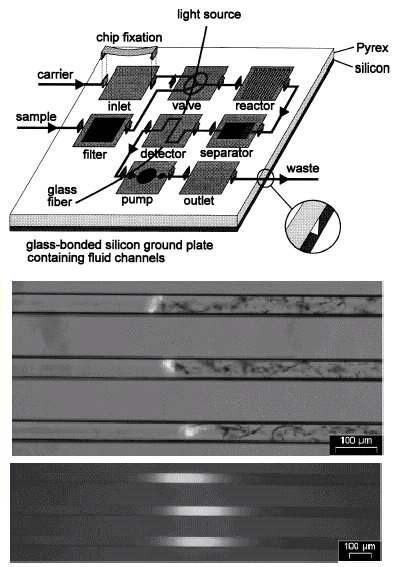 light source
chip fixation
Pyrex
silicon
carrier
inlet
valve
reactor
sample
filter
detector
separator
waste
glass
fiber
pump
outlet
glass-bonded silicon ground plate
containing fluid channels
100 µm
100 µm